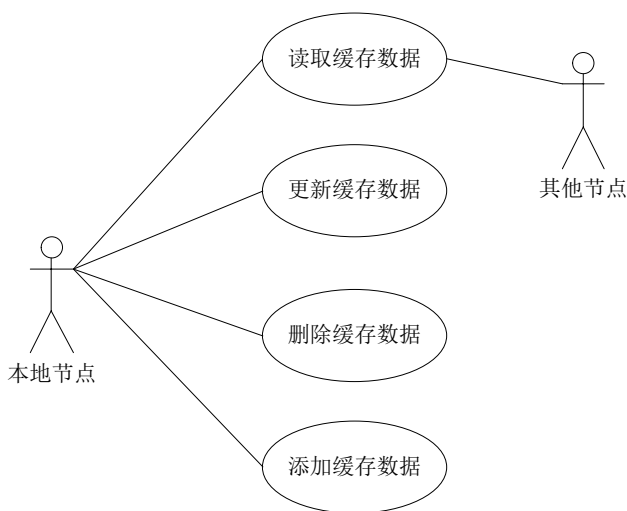 读取缓存数据
其他节点
更新缓存数据
本地节点
删除缓存数据
添加缓存数据